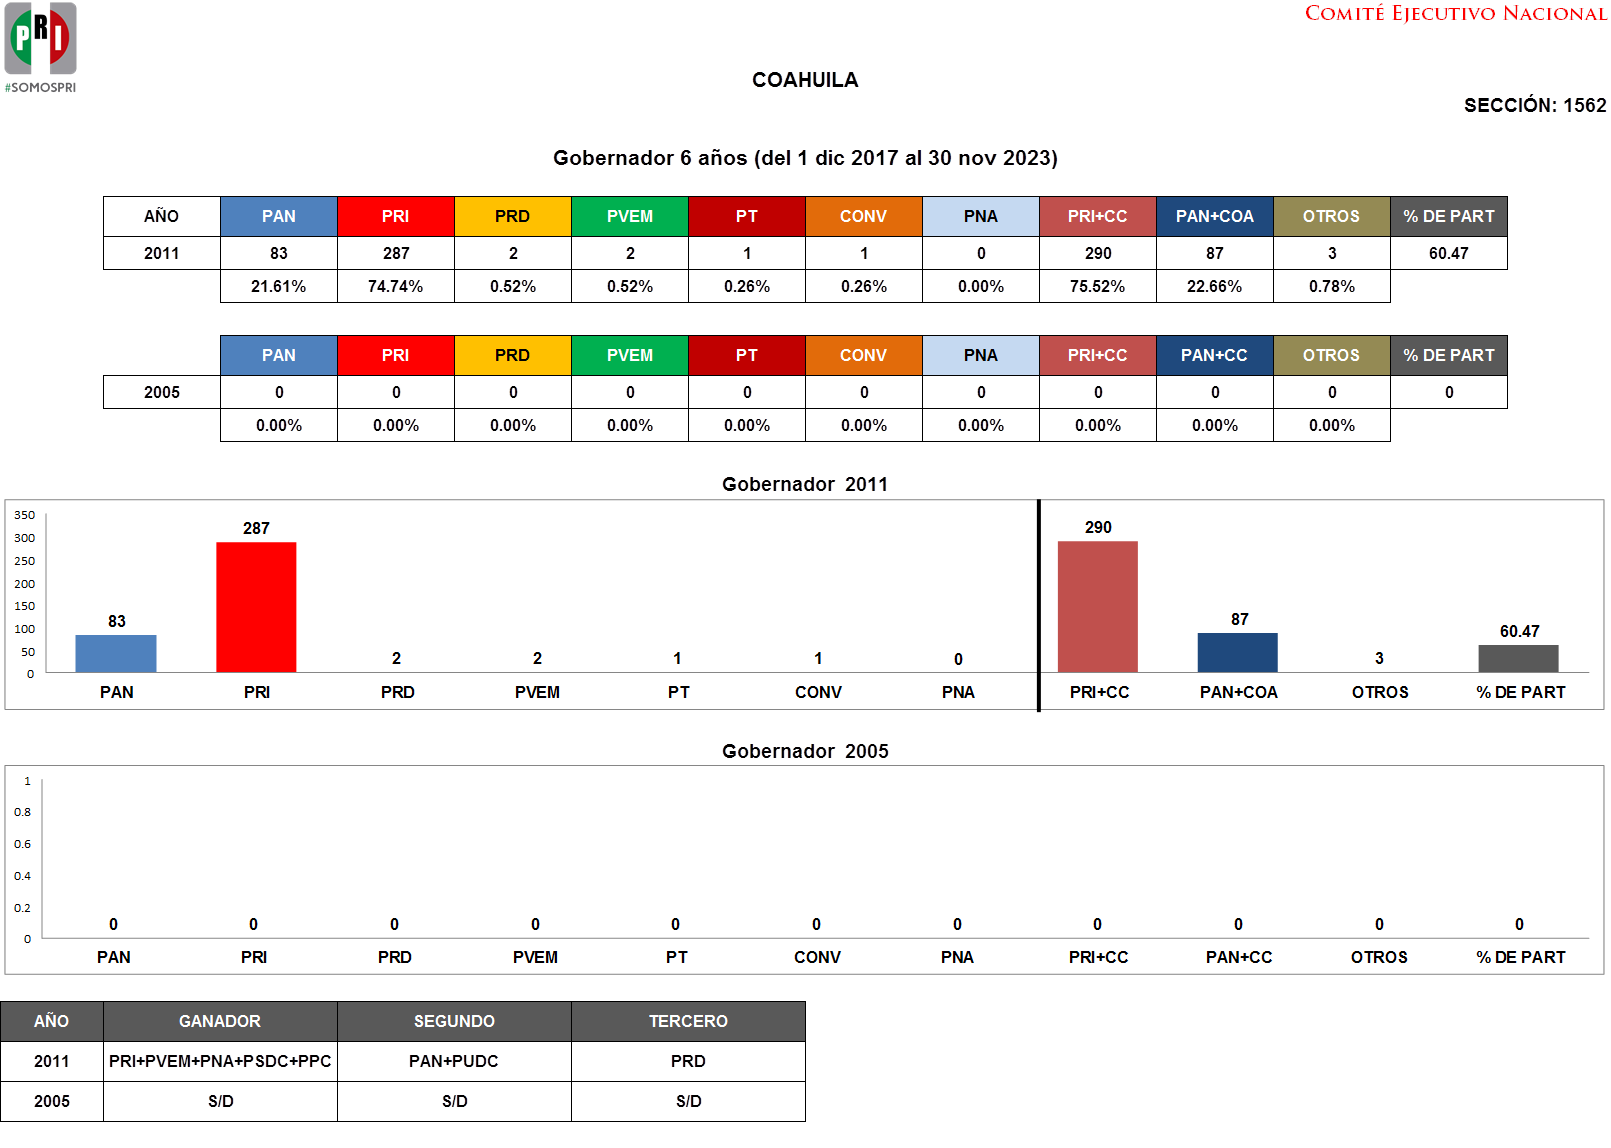 PRI
#SOMOSPRI
COMITÉ EJECUTIVO NACIONAL
COAHUILA
SECCIÓN: 1562
Gobernador 6 años (del 1 dic 2017 al 30 nov 2023)
AÑO PAN PRI PRD PVEM PT CONV PNA PRI+CC PAN+COA OTROS % DE PART
2011 83 287 2 2 1 1 0 290 87 3 60.47
21.61% 74.74% 0.52% 0.52% 0.26% 0.26% 0.00% 75.52% 22.66% 0.78%
PAN PRI PRD PVEM PT CONV PNA PRI+CC PAN+CC OTROS % DE PART
2005 0 0 0 0 0 0 0 0 0 0 0
0.00% 0.00% 0.00% 0.00% 0.00% 0.00% 0.00% 0.00% 0.00% 0.00%
Gobernador 2011
350
300
250
200
150
100
50
0
83 287 2 2 1 1 0 290 87 3 60.47
PAN PRI PRD PVEM PT CONV PNA PRI+CC PAN+COA OTROS % DE PART
Gobernador 2005
1
0.8
0.6
0.4
0.2
0
0 0 0 0 0 0 0 0 0 0 0
PAN PRI PRD PVEM PT CONV PNA PRI+CC PAN+CC OTROS % DE PART
AÑO GANADOR SEGUNDO TERCERO
2011 PRI+PVEM+PNA+PSDC+PPC PAN+PUDC PRD
2005 S/D S/D S/D